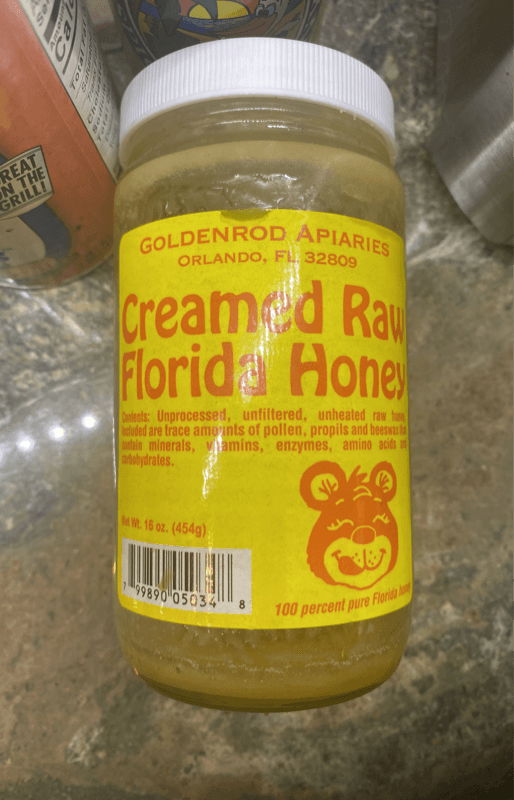 GOLDENROD APIARIES
ORLANDO, FL 32809
Creamed Raw
Florida Honey
Contents: Unprocessed, unfiltered, unheated raw honey.
Included are trace amounts of pollen, propils and beeswax that
contain minerals, vitamins, enzymes, amino acids and
carbohydrates.
Net Wt. 16 oz. (454g)
7 99890 05034 8
100 percent pure Florida honey
REAT
N THE
GRILL!